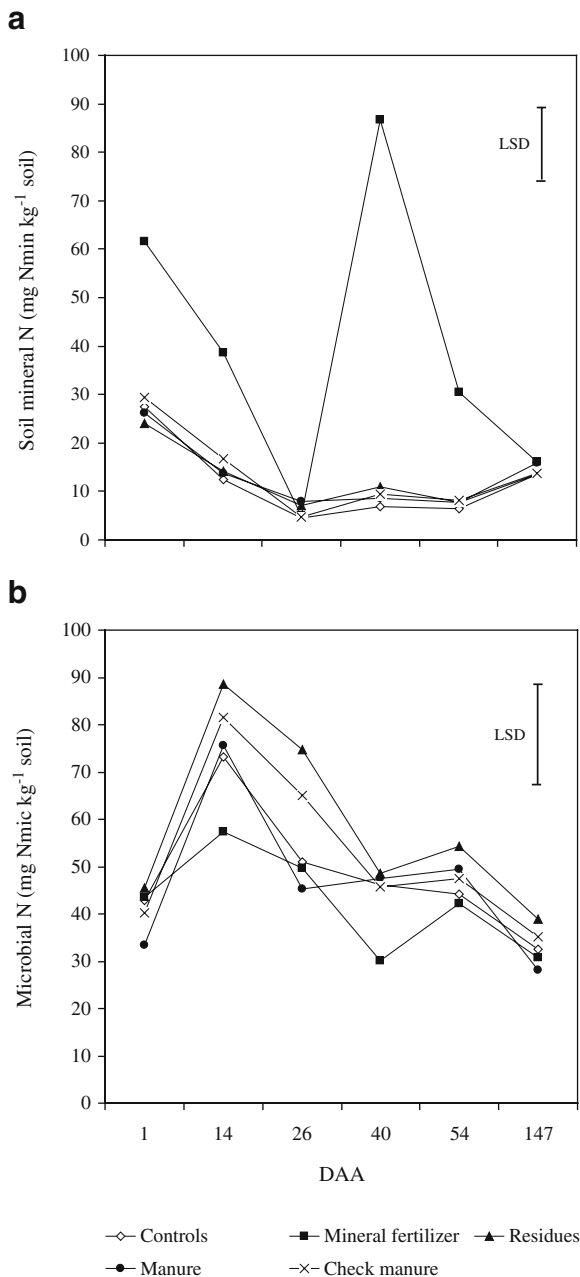 a
100
90
80
70
60
50
40
30
20
10
0
Soil mineral N (mg Nmin kg⁻¹ soil)
LSD
b
100
90
80
70
60
50
40
30
20
10
0
Microbial N (mg Nmic kg⁻¹ soil)
LSD
1 14 26 40 54 147
DAA
Controls Mineral fertilizer Residues
Manure Check manure